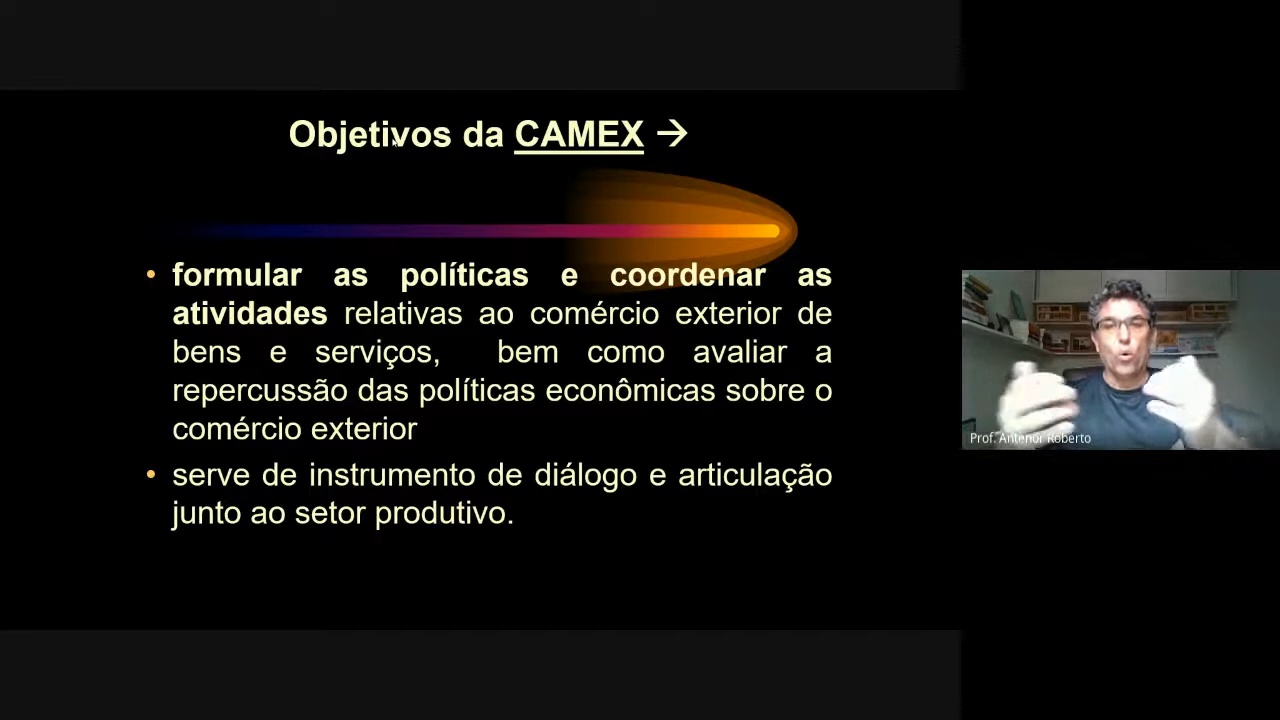 Objetivos da CAMEX →
• formular as políticas e coordenar as
atividades relativas ao comércio exterior de
bens e serviços, bem como avaliar a
repercussão das políticas econômicas sobre o
comércio exterior
• serve de instrumento de diálogo e articulação
junto ao setor produtivo.
Prof. Antenor Roberto